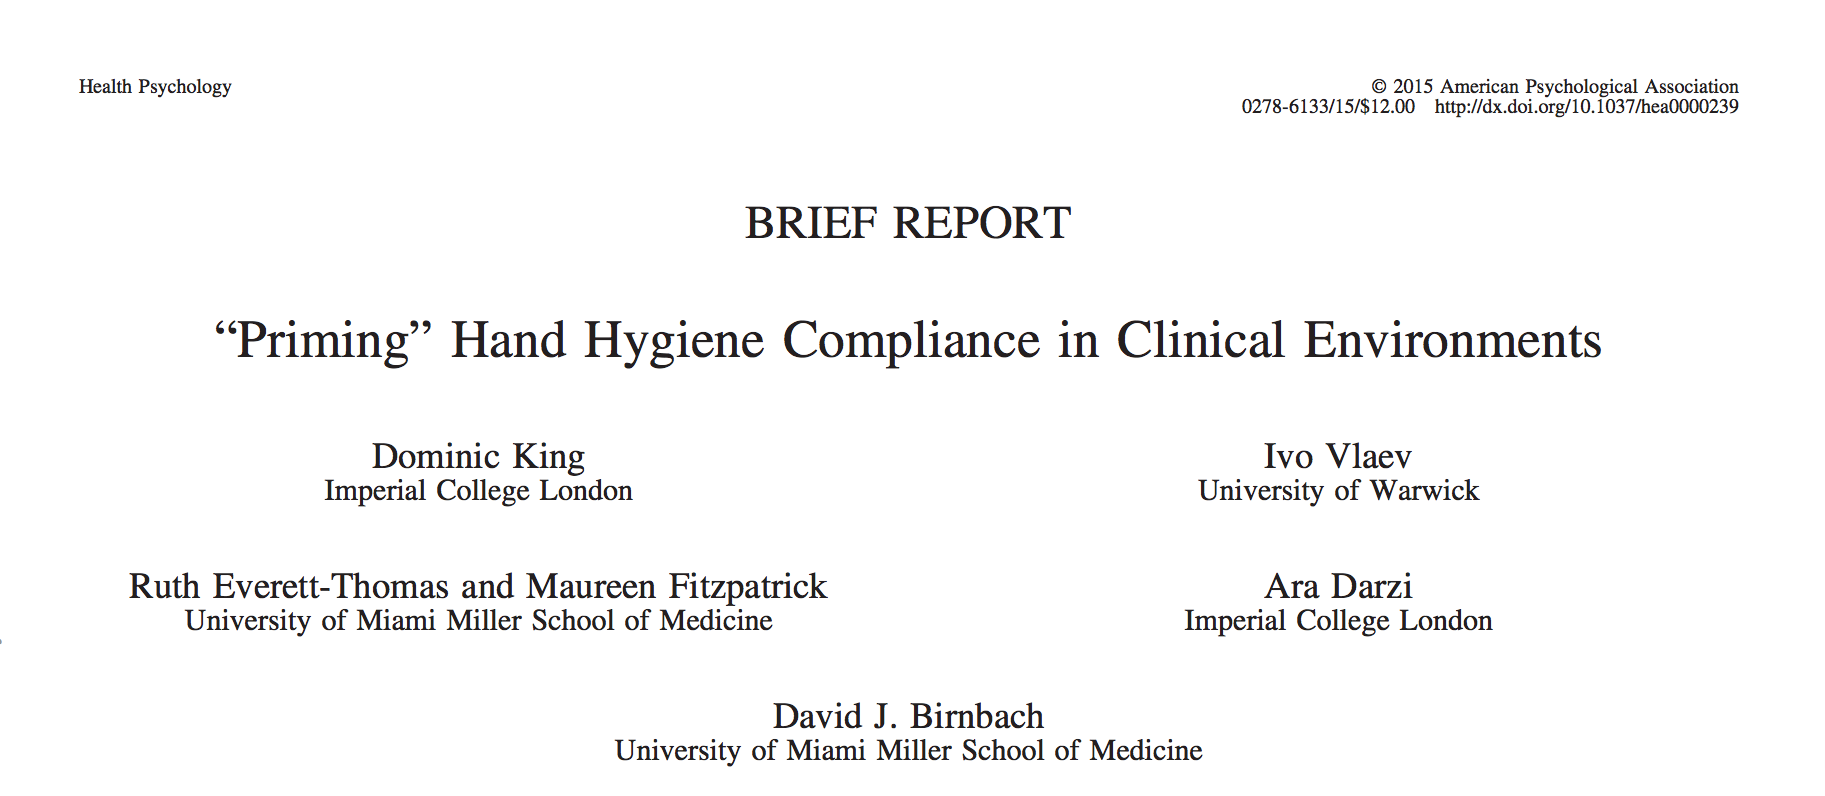 Health Psychology
© 2015 American Psychological Association
0278-6133/15/$12.00 http://dx.doi.org/10.1037/hea0000239
BRIEF REPORT
“Priming” Hand Hygiene Compliance in Clinical Environments
Dominic King
Imperial College London
Ivo Vlaev
University of Warwick
Ruth Everett-Thomas and Maureen Fitzpatrick
University of Miami Miller School of Medicine
Ara Darzi
Imperial College London
David J. Birnbach
University of Miami Miller School of Medicine